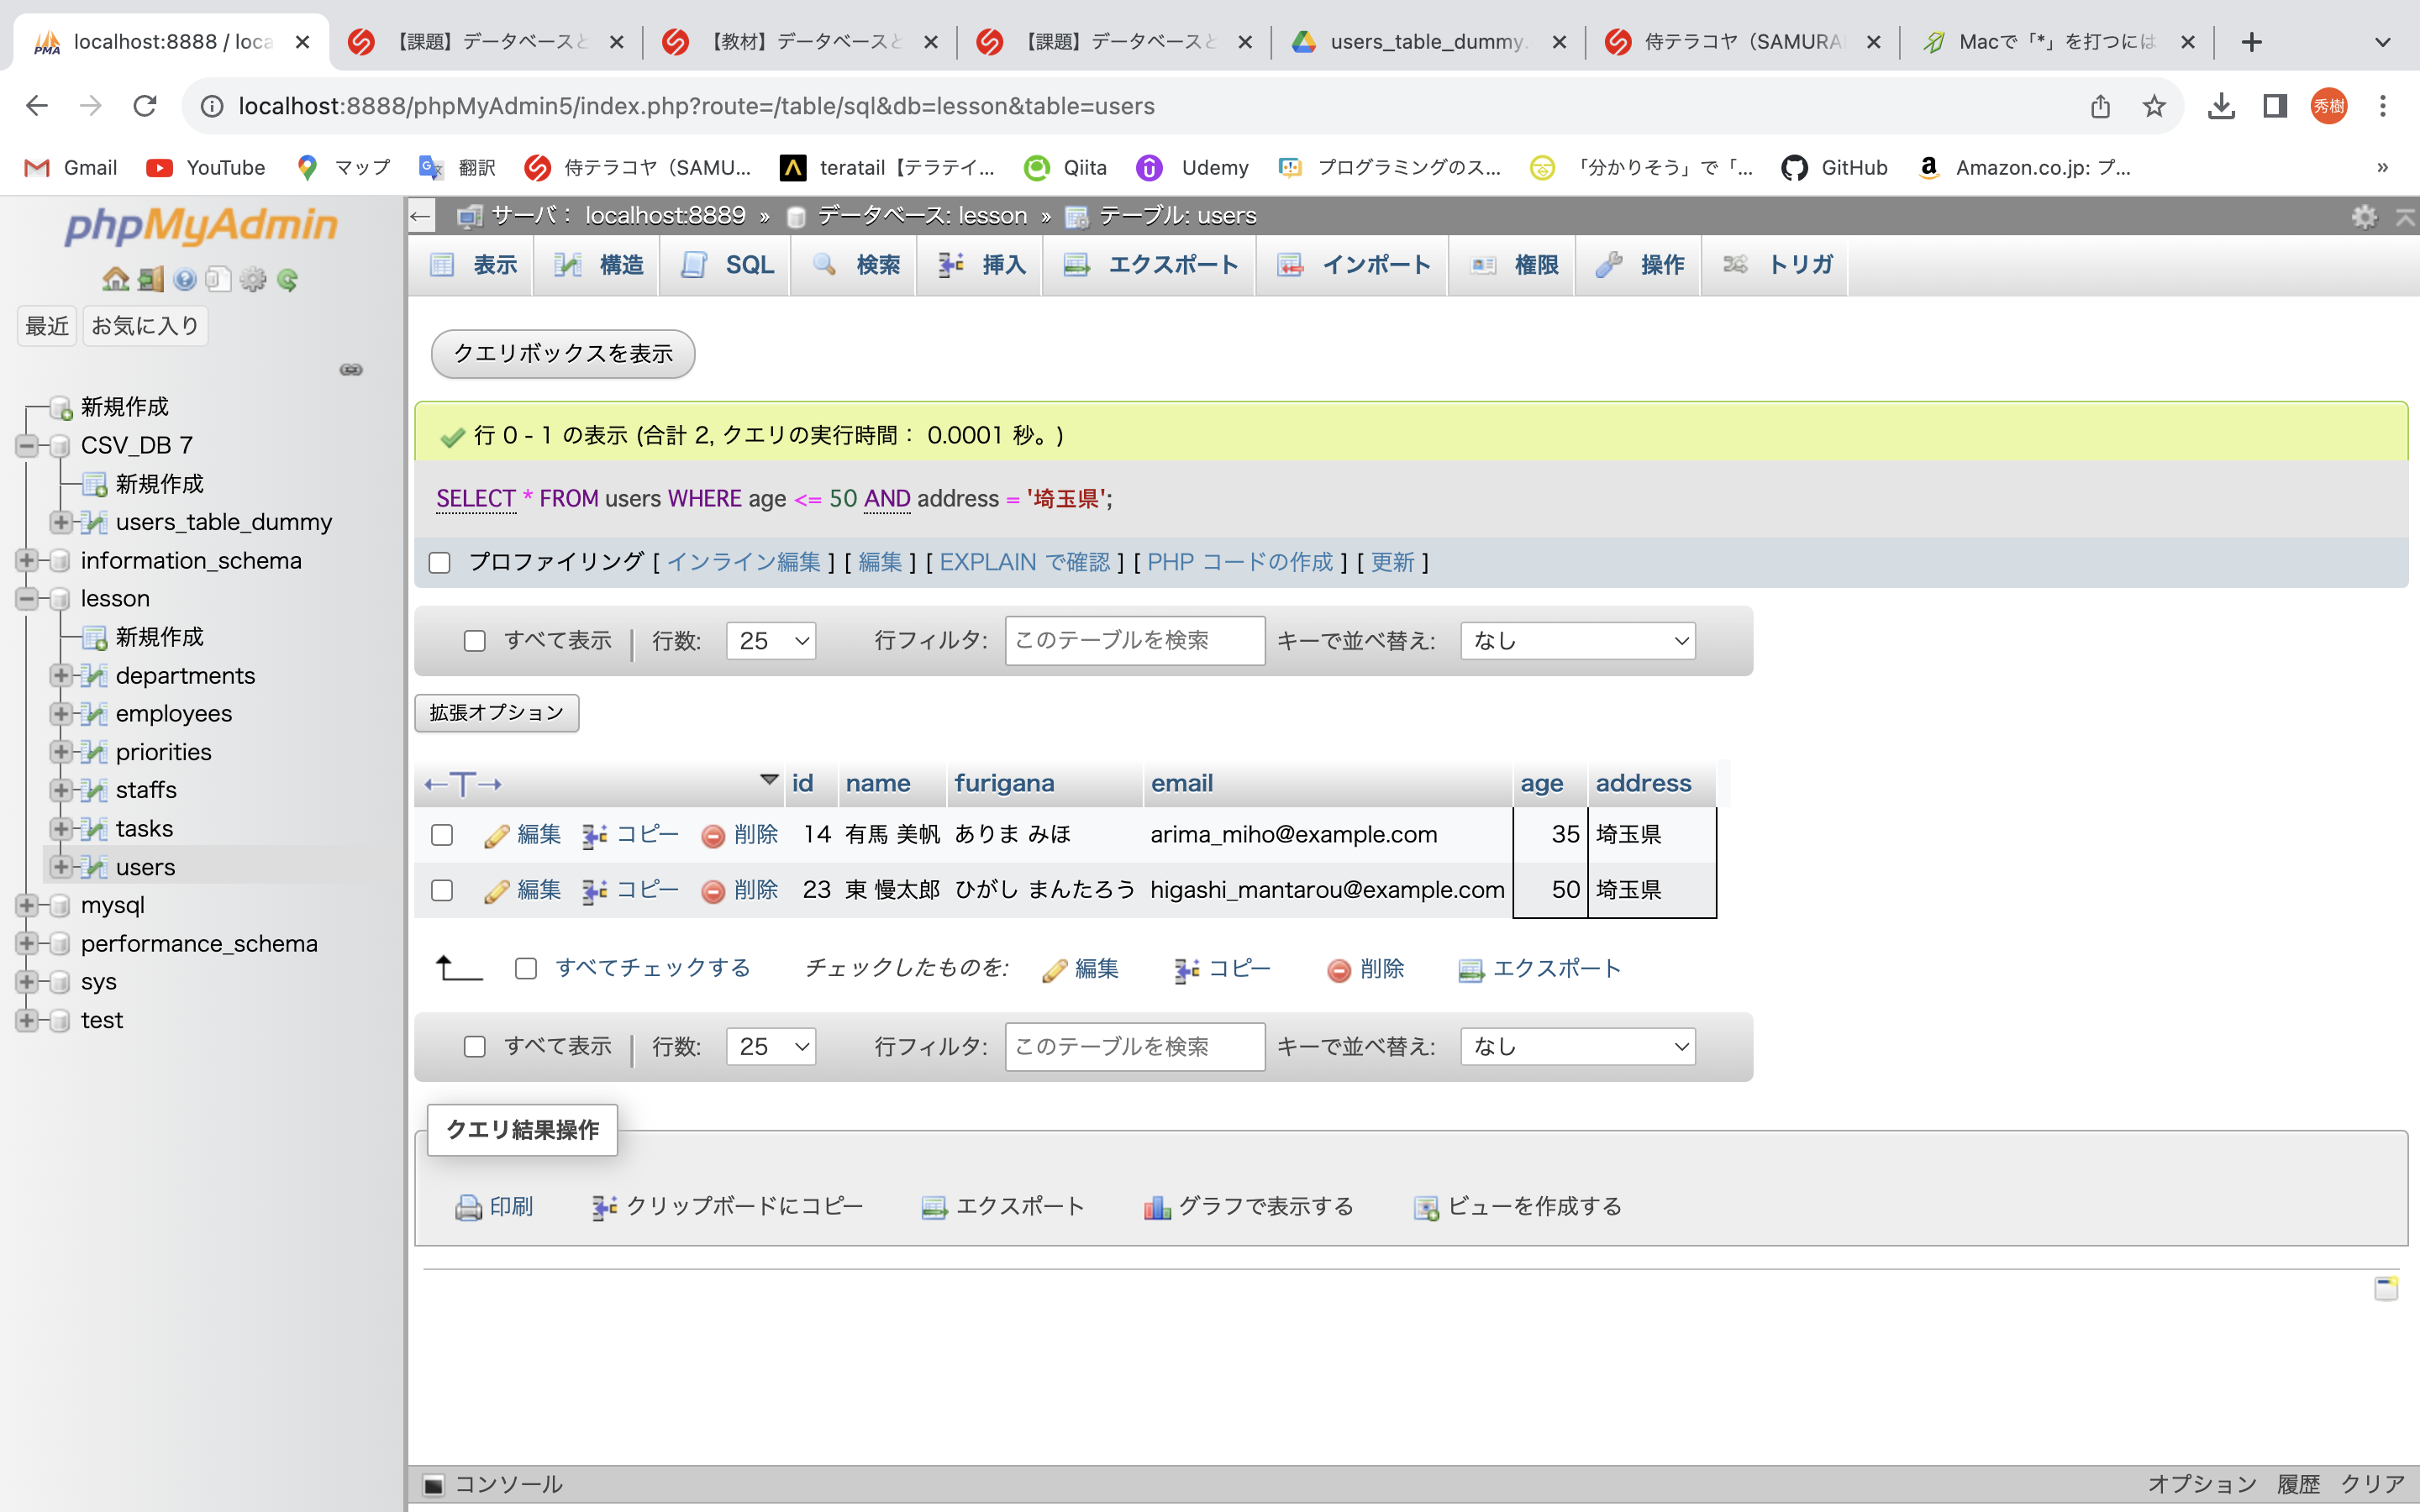 localhost:8888 / loca
【課題】データベースと
【教材】データベースと
【課題】データベースと
users_table_dummy.
侍テラコヤ（SAMURA
Macで「*」を打つには
localhost:8888/phpMyAdmin5/index.php?route=/table/sql&db=lesson&table=users
秀樹
Gmail YouTube マップ 翻訳 侍テラコヤ（SAMU... teratail【テラテイ... Qiita Udemy プログラミングのス... 「分かりそう」で「... GitHub Amazon.co.jp: プ... »
phpMyAdmin
最近 お気に入り
新規作成
CSV_DB 7
新規作成
users_table_dummy
information_schema
lesson
新規作成
departments
employees
priorities
staffs
tasks
users
mysql
performance_schema
sys
test
サーバ： localhost:8889 » データベース: lesson » テーブル: users
表示 構造 SQL 検索 挿入 エクスポート インポート 権限 操作 トリガ
クエリボックスを表示
行 0 - 1 の表示 (合計 2, クエリの実行時間： 0.0001 秒。)
SELECT * FROM users WHERE age <= 50 AND address = '埼玉県';
プロファイリング [ インライン編集 ] [ 編集 ] [ EXPLAIN で確認 ] [ PHP コードの作成 ] [ 更新 ]
すべて表示 | 行数: 25 行フィルタ: このテーブルを検索 キーで並べ替え: なし
拡張オプション
←T→ id name furigana email age address
編集 コピー 削除 14 有馬 美帆 ありま みほ arima_miho@example.com 35 埼玉県
編集 コピー 削除 23 東 慢太郎 ひがし まんたろう higashi_mantarou@example.com 50 埼玉県
すべてチェックする チェックしたものを: 編集 コピー 削除 エクスポート
すべて表示 | 行数: 25 行フィルタ: このテーブルを検索 キーで並べ替え: なし
クエリ結果操作
印刷 クリップボードにコピー エクスポート グラフで表示する ビューを作成する
コンソール オプション 履歴 クリア